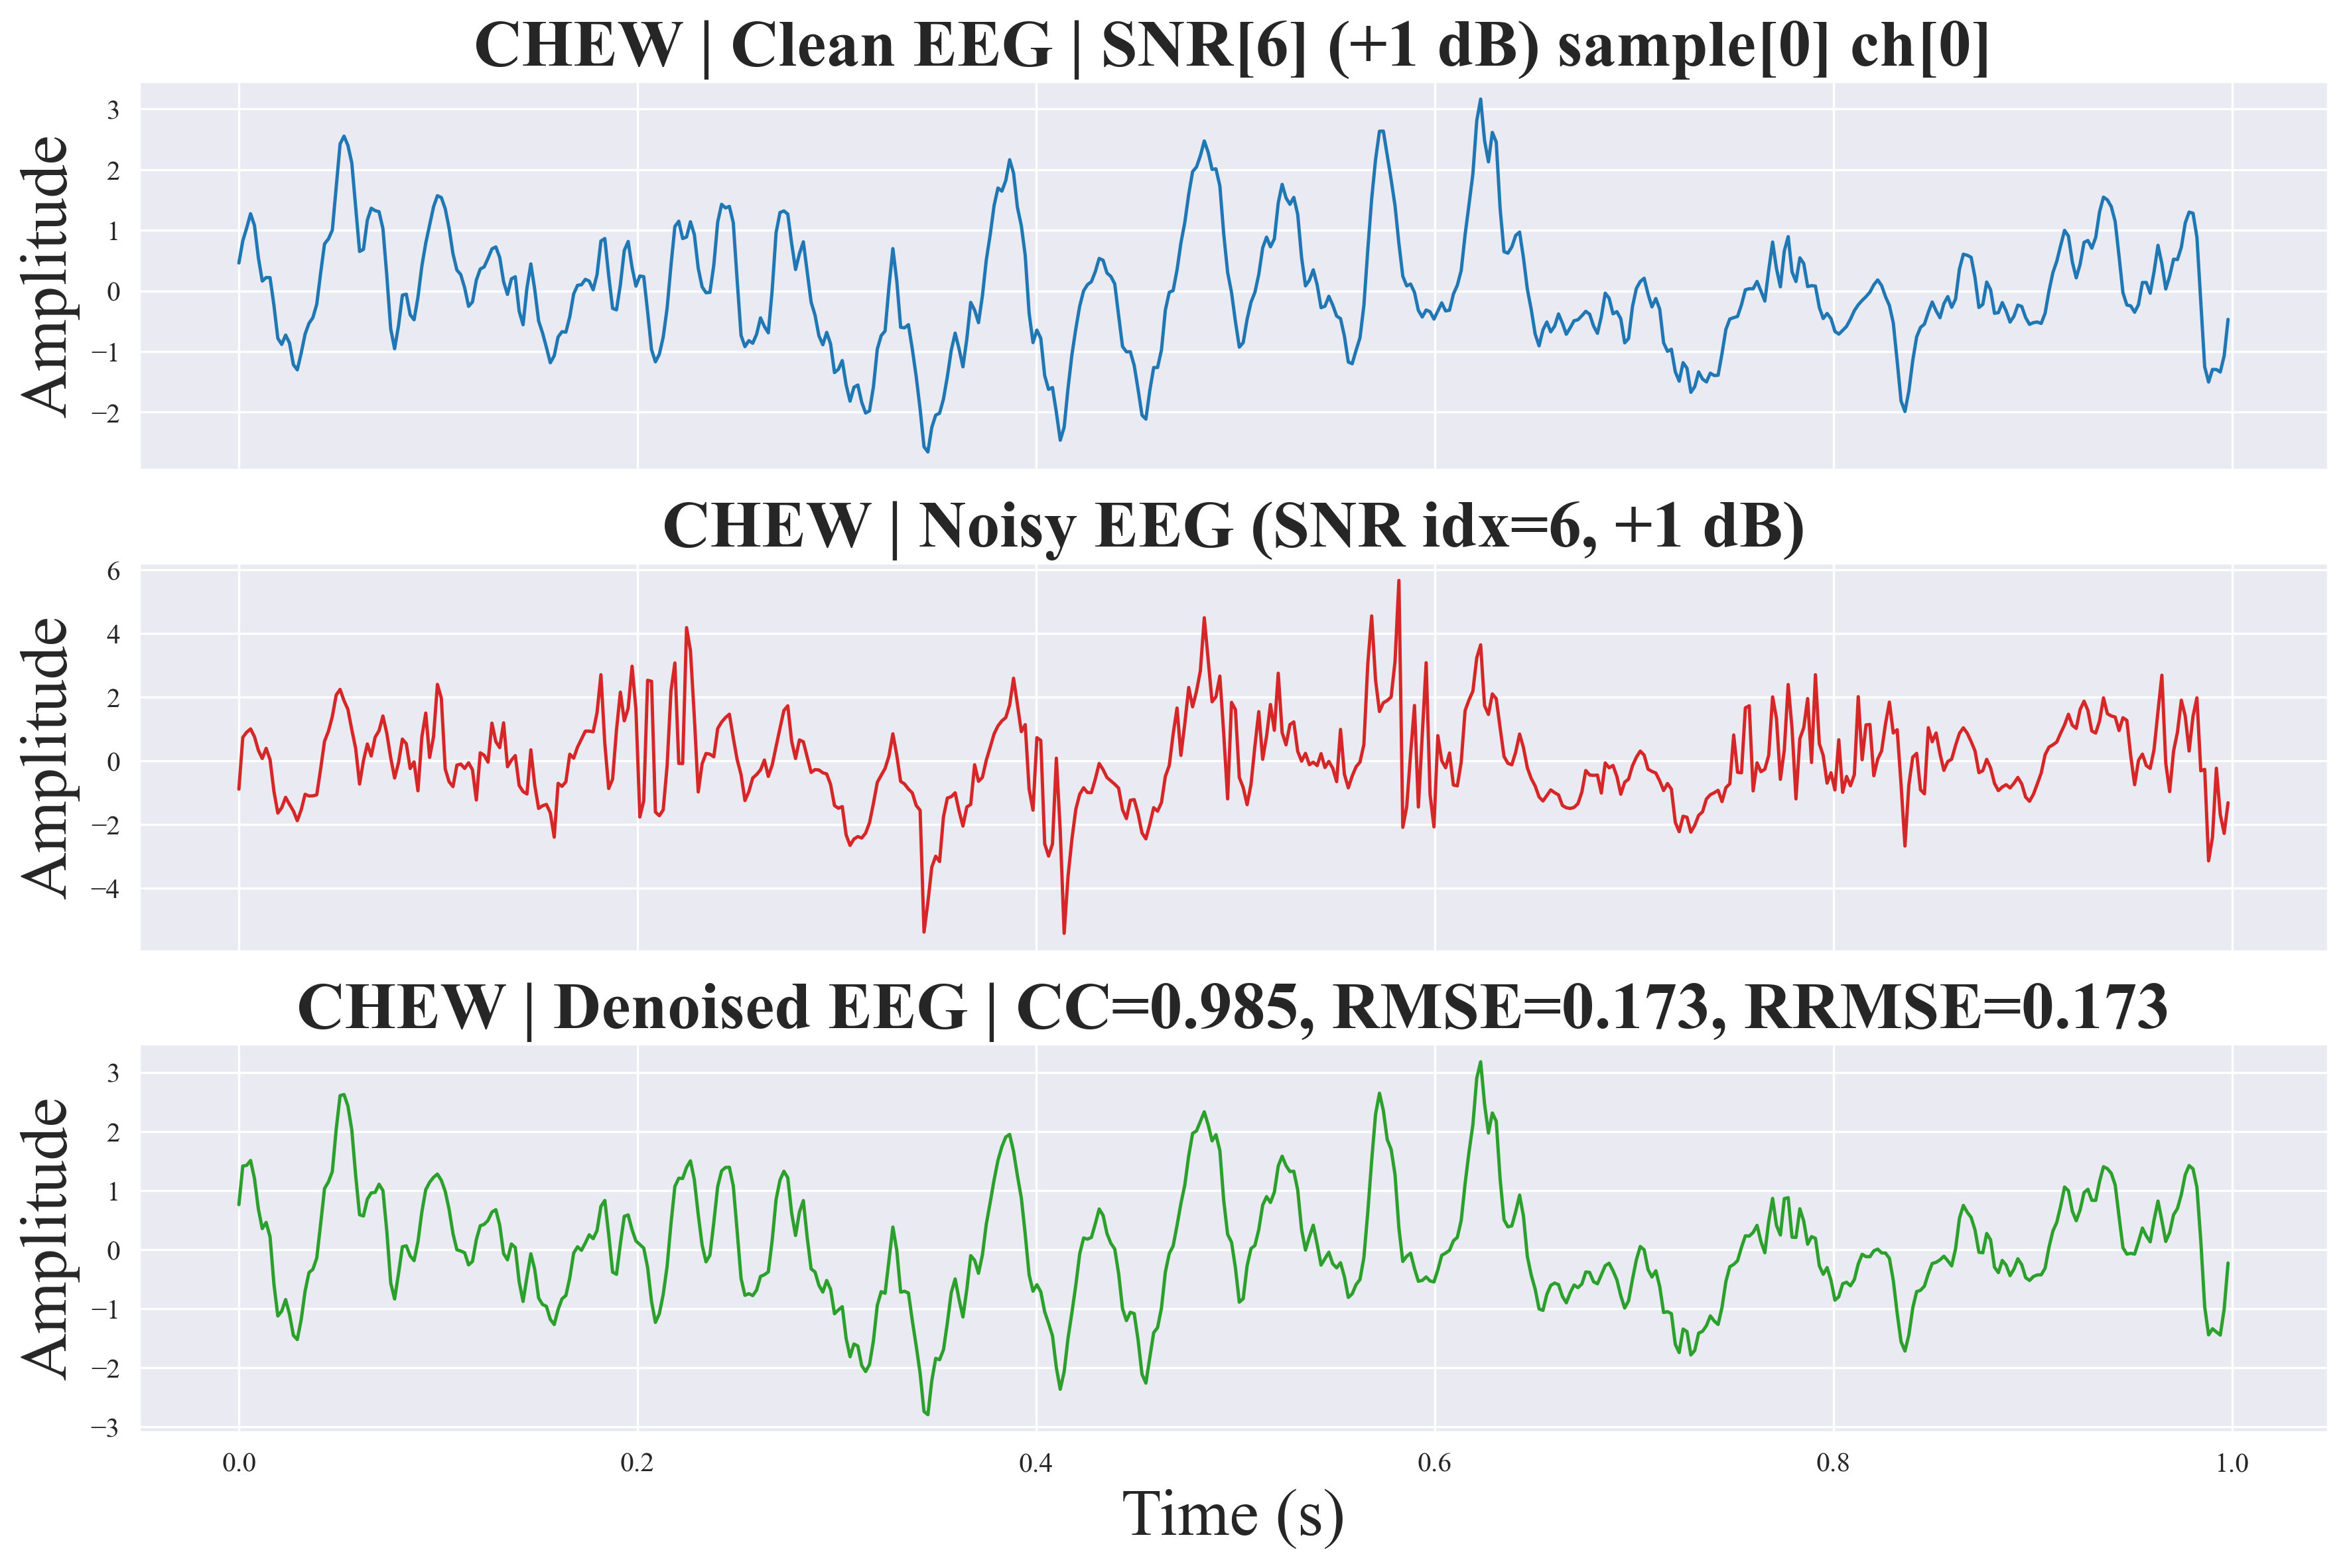 CHEW | Clean EEG | SNR[6] (+1 dB) sample[0] ch[0]
Amplitude
3
2
1
0
−1
−2
CHEW | Noisy EEG (SNR idx=6, +1 dB)
Amplitude
6
4
2
0
−2
−4
CHEW | Denoised EEG | CC=0.985, RMSE=0.173, RRMSE=0.173
Amplitude
3
2
1
0
−1
−2
−3
0.0 0.2 0.4 0.6 0.8 1.0
Time (s)